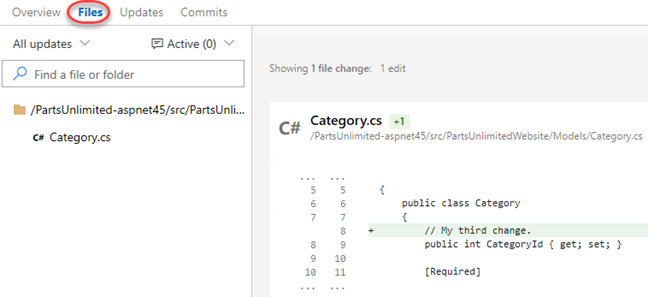 Overview Files Updates Commits
All updates Active (0)
Find a file or folder
/PartsUnlimited-aspnet45/src/PartsUnli...
C# Category.cs
Showing 1 file change: 1 edit
C# Category.cs +1
/PartsUnlimited-aspnet45/src/PartsUnlimitedWebsite/Models/Category.cs
... ...
5 5 {
6 6 public class Category
7 7 {
8 + // My third change.
8 9 public int CategoryId { get; set; }
9 10
10 11 [Required]
... ...